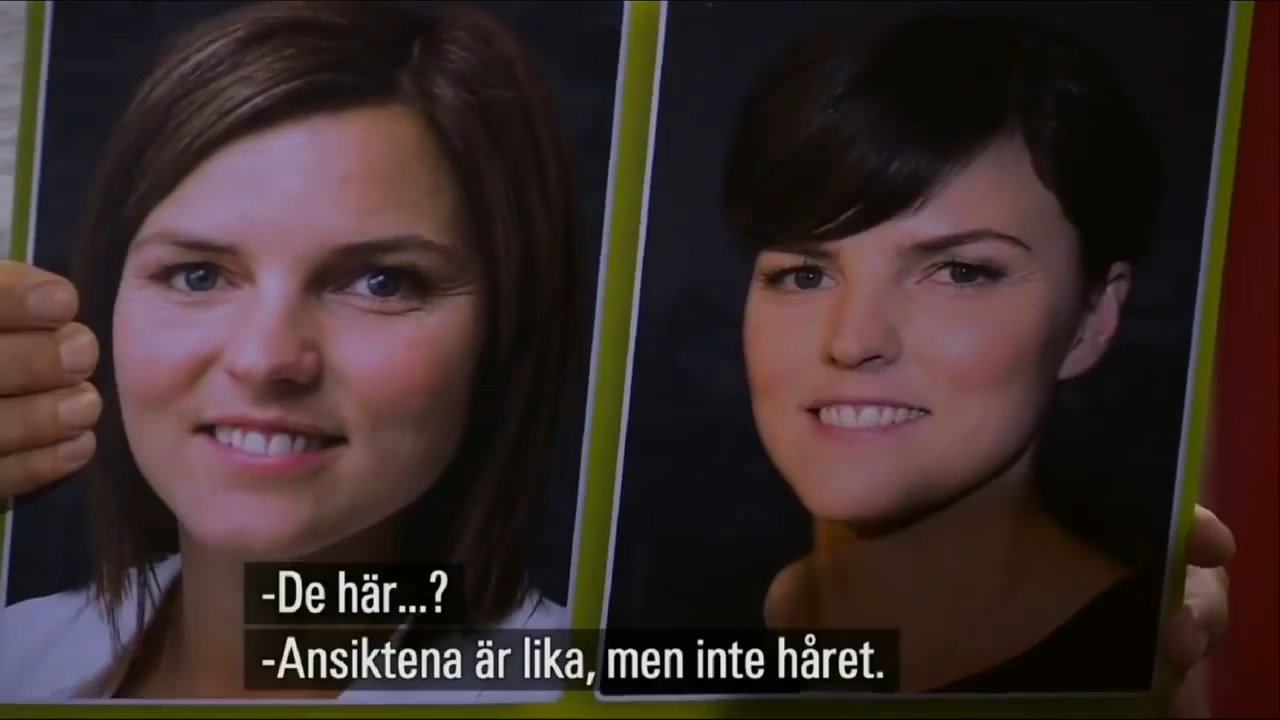 -De här...?
-Ansiktena är lika, men inte håret.